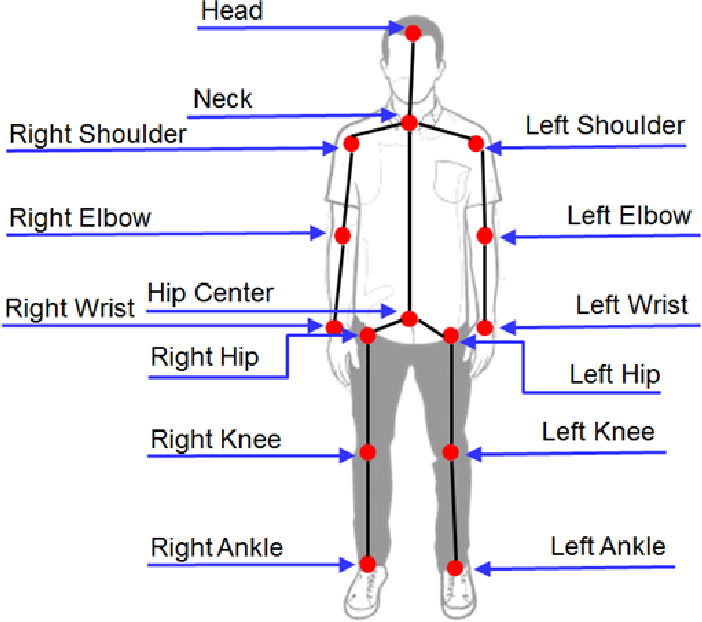 Head
Neck
Right Shoulder
Left Shoulder
Right Elbow
Left Elbow
Hip Center
Right Wrist
Left Wrist
Right Hip
Left Hip
Right Knee
Left Knee
Right Ankle
Left Ankle